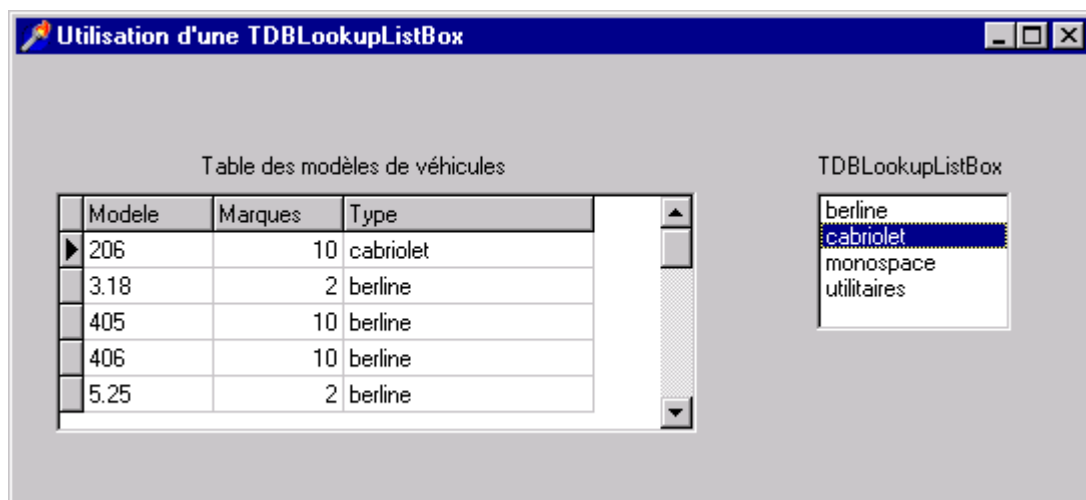 Utilisation d'une TDBLookupListBox
Table des modèles de véhicules
Modele Marques Type
206 10 cabriolet
3.18 2 berline
405 10 berline
406 10 berline
5.25 2 berline
TDBLookupListBox
berline
cabriolet
monospace
utilitaires